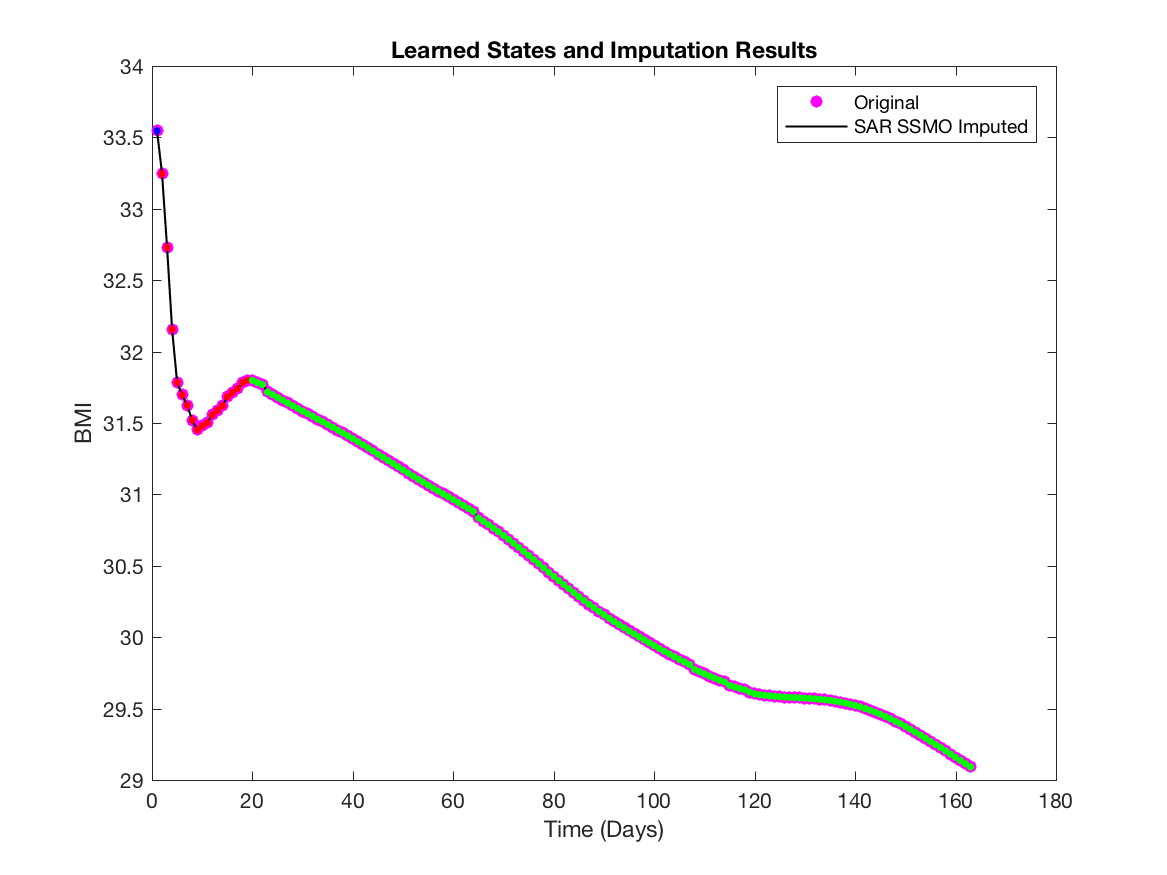 Learned States and Imputation Results
Original
SAR SSMO Imputed
34
33.5
33
32.5
32
31.5
31
30.5
30
29.5
29
BMI
0 20 40 60 80 100 120 140 160 180
Time (Days)